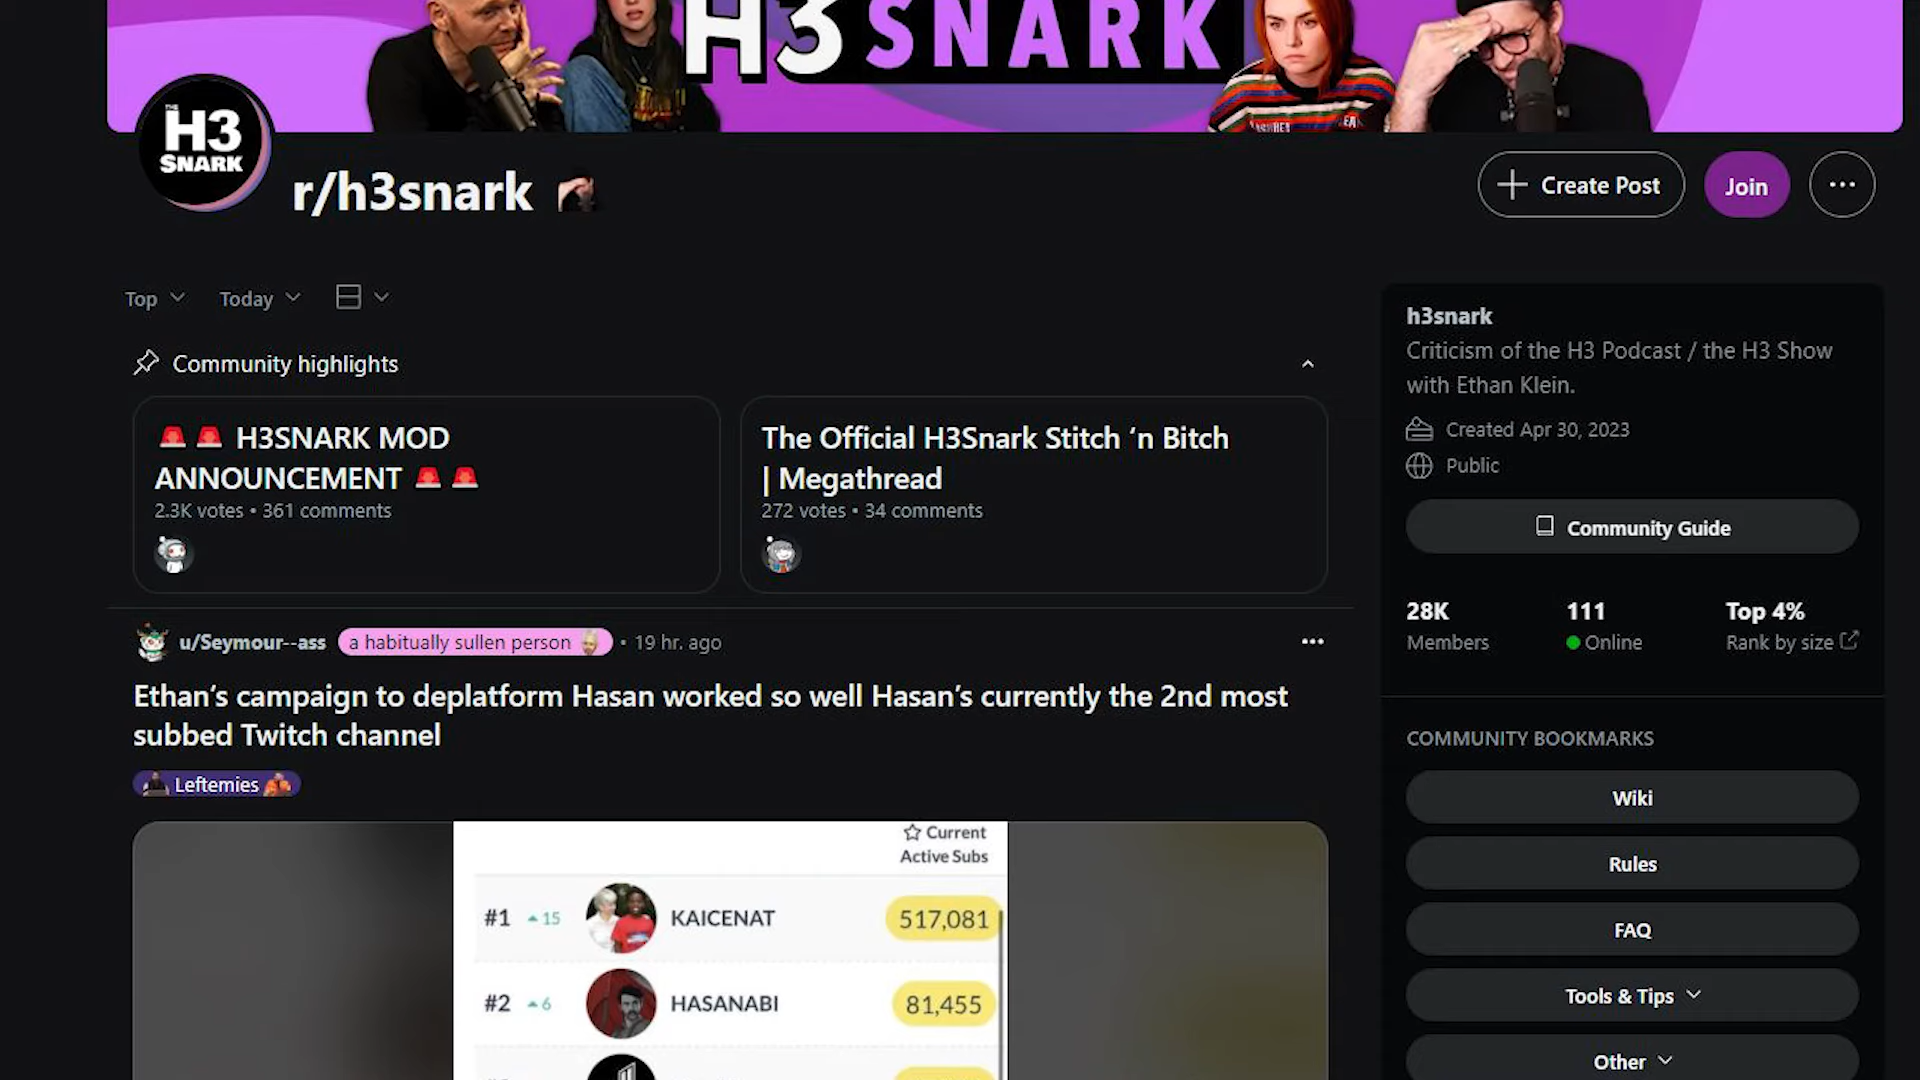 H3 SNARK
THE
H3
SNARK
r/h3snark
Create Post
Join
Top
Today
Community highlights
🚨🚨 H3SNARK MOD
ANNOUNCEMENT 🚨🚨
2.3K votes • 361 comments
The Official H3Snark Stitch ‘n Bitch
| Megathread
272 votes • 34 comments
u/Seymour--ass a habitually sullen person • 19 hr. ago
Ethan’s campaign to deplatform Hasan worked so well Hasan’s currently the 2nd most
subbed Twitch channel
Leftemies
Current
Active Subs
#1 15 KAICENAT 517,081
#2 6 HASANABI 81,455
h3snark
Criticism of the H3 Podcast / the H3 Show
with Ethan Klein.
Created Apr 30, 2023
Public
Community Guide
28K 111 Top 4%
Members Online Rank by size
COMMUNITY BOOKMARKS
Wiki
Rules
FAQ
Tools & Tips
Other